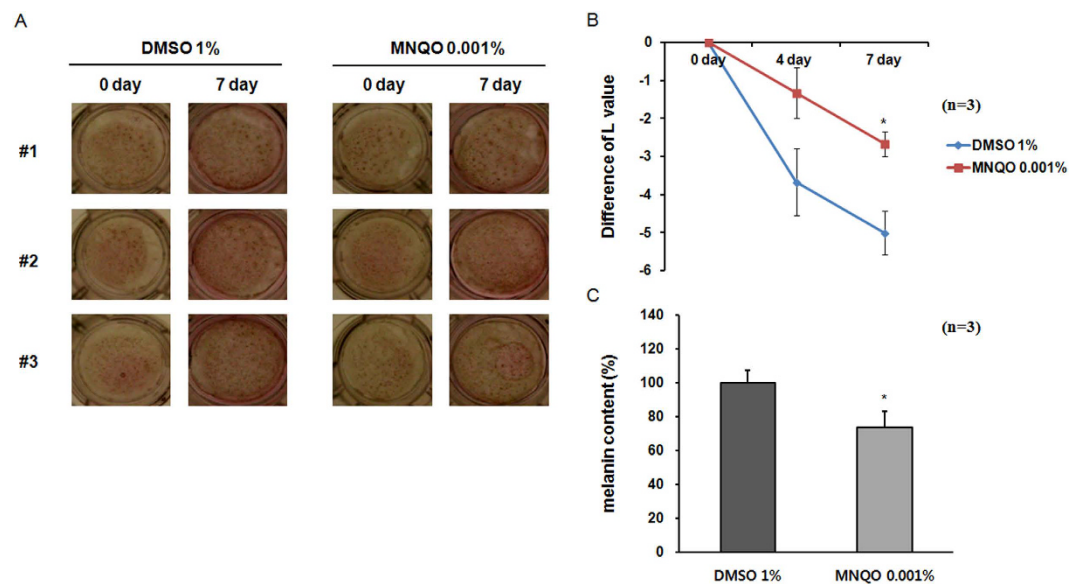 A
DMSO 1%
MNQO 0.001%
0 day
7 day
0 day
7 day
#1
#2
#3
B
Difference of L value
0
-1
-2
-3
-4
-5
-6
0 day
4 day
7 day
*
(n=3)
DMSO 1%
MNQO 0.001%
C
melanin content (%)
140
120
100
80
60
40
20
0
*
(n=3)
DMSO 1%
MNQO 0.001%